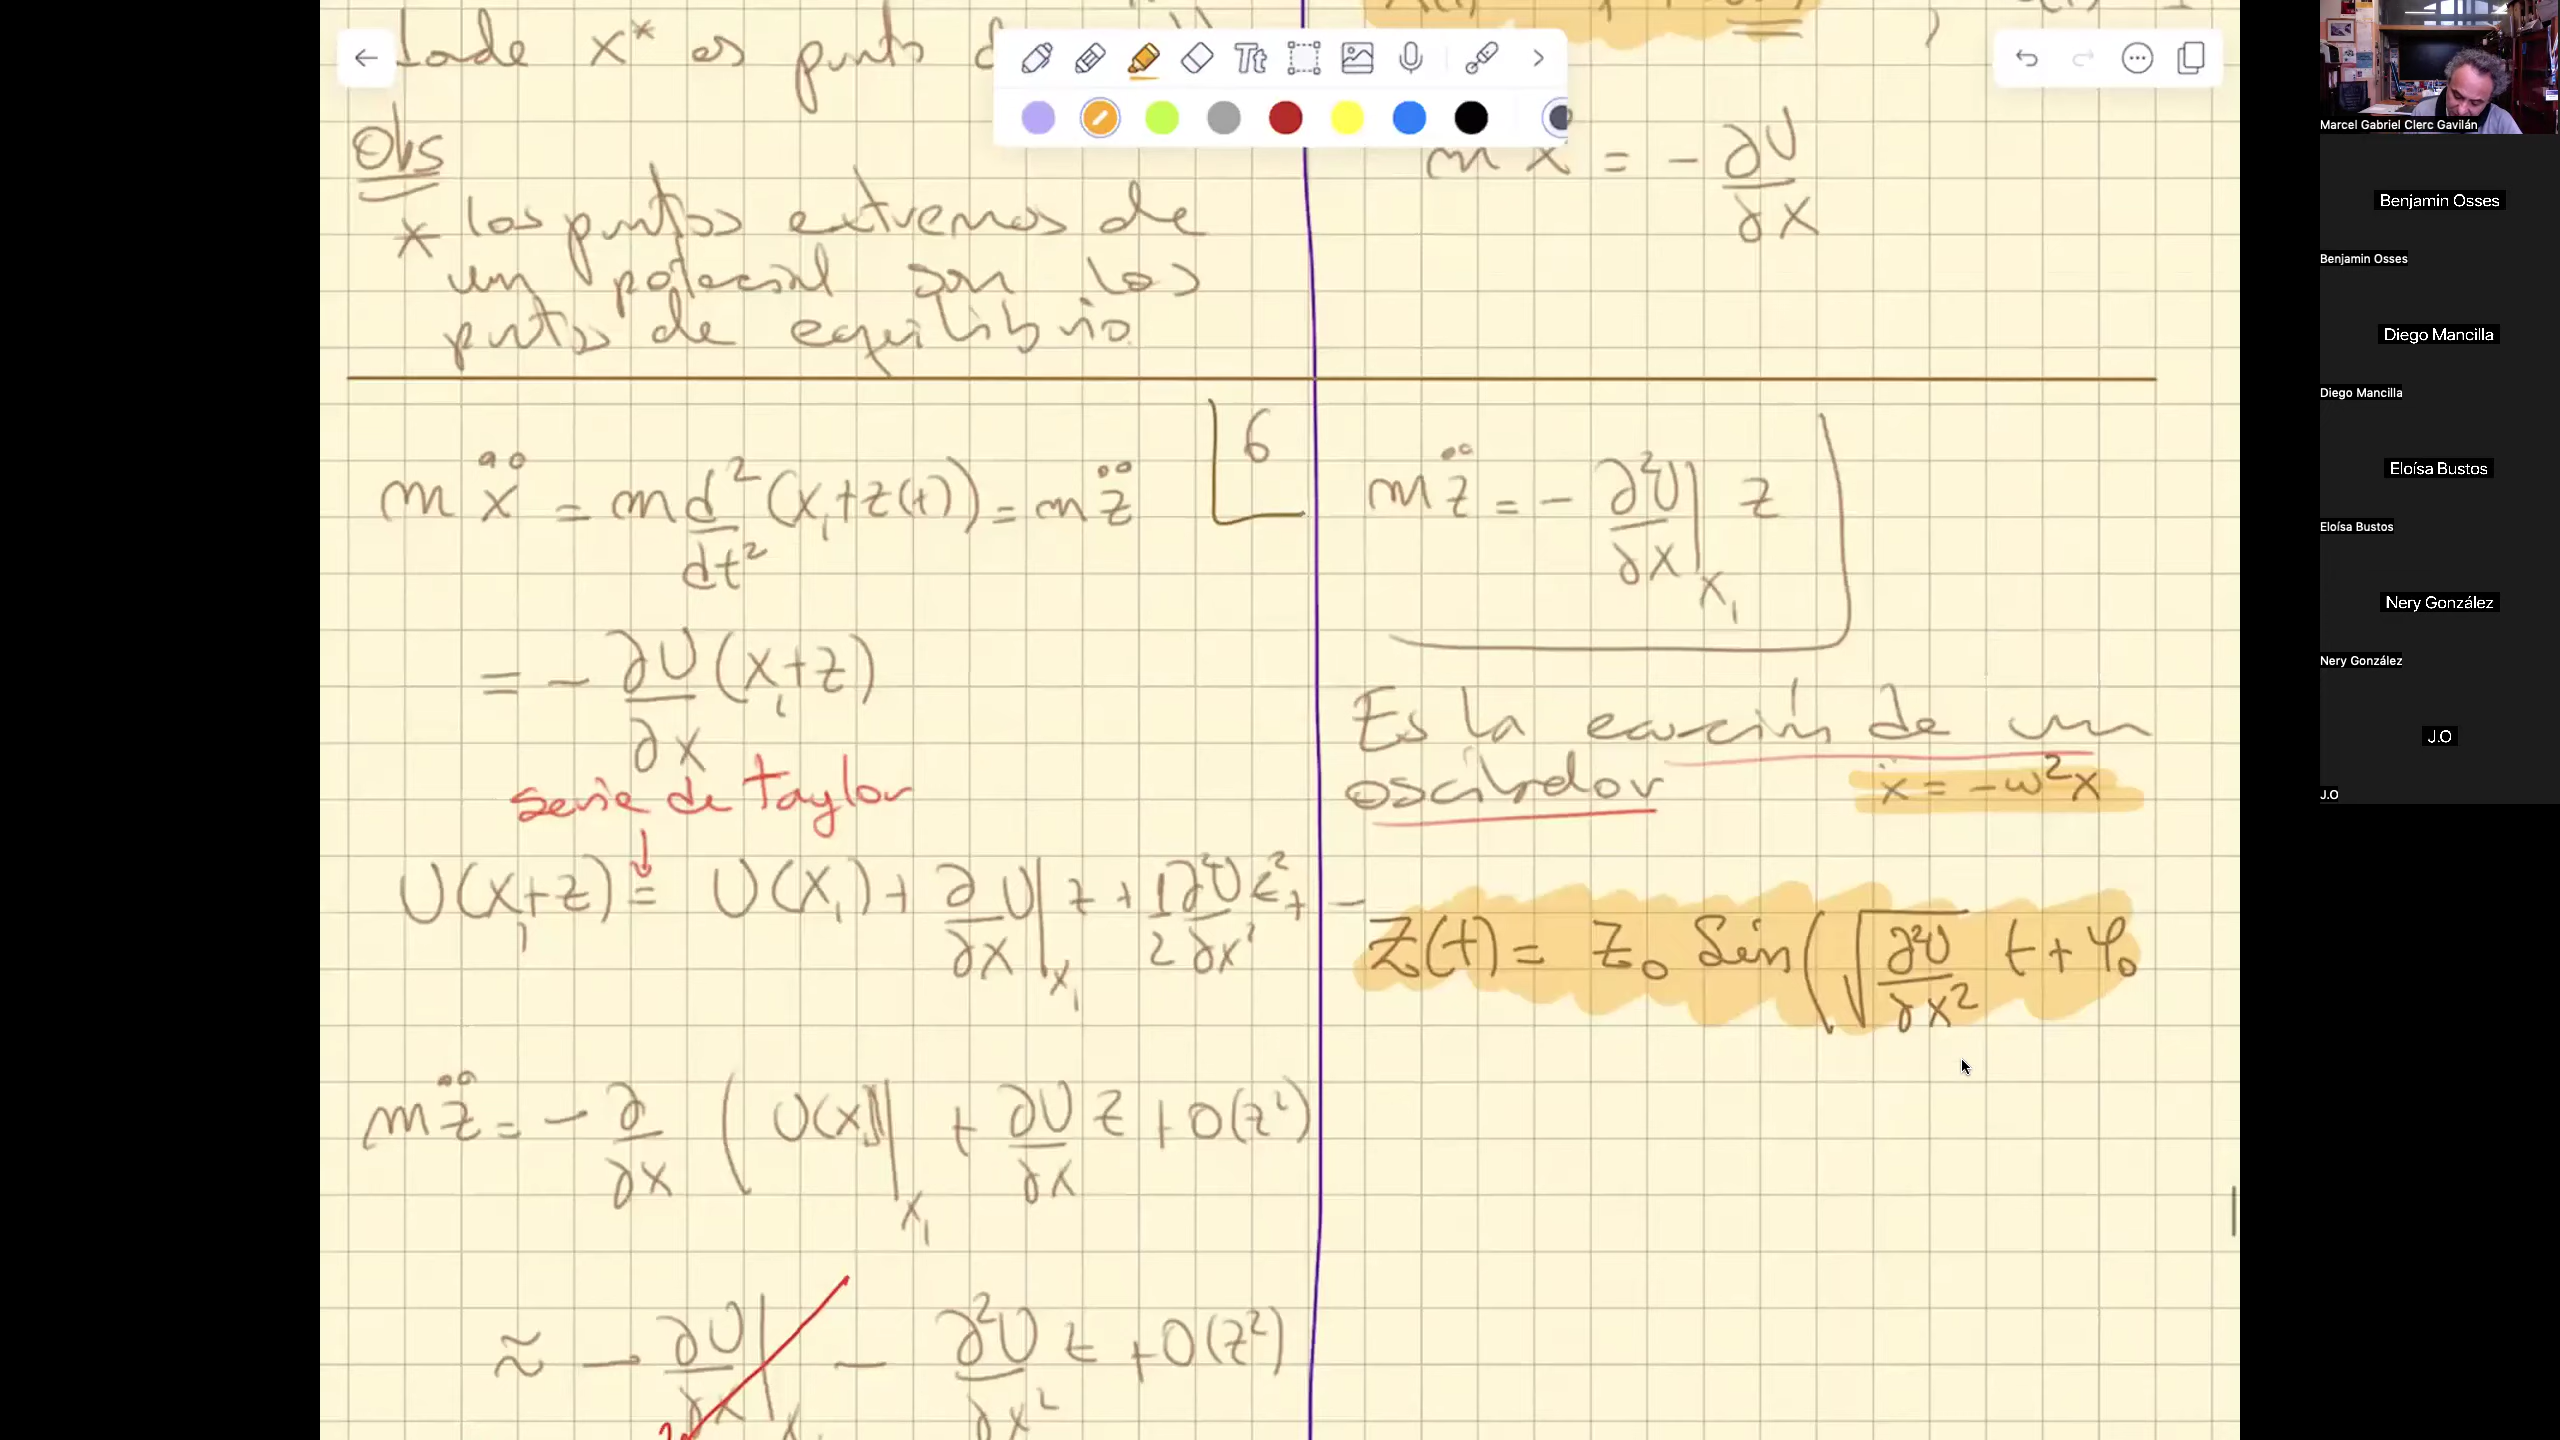 donde x* es punto d
Obs
* los puntos extremos de
un potencial son los
puntos de equilibrio.
m ẍ = - ∂U/∂x
6
m ẍ = m d²/dt² (x₁+z(t)) = m z̈
= - ∂U/∂x (x₁+z)
serie de taylor
↓
U(x₁+z) = U(x₁) + ∂U/∂x|x₁ z + 1/2 ∂²U/∂x² z² + -
m z̈ = - ∂/∂x ( U(x)|x₁ + ∂U/∂x z + O(z²)
≈ - ∂U/∂x|x - ∂²U/∂x² z + O(z²)
m z̈ = - ∂²U/∂x|x₁ z
Es la ecuación de un
oscilador ẍ = -ω²x
Z(t) = Z₀ Sin(√∂²U/∂x² t + φ₀
Tt
Marcel Gabriel Clerc Gavilán
Benjamin Osses
Benjamin Osses
Diego Mancilla
Diego Mancilla
Eloísa Bustos
Eloísa Bustos
Nery González
Nery González
J.O
J.O